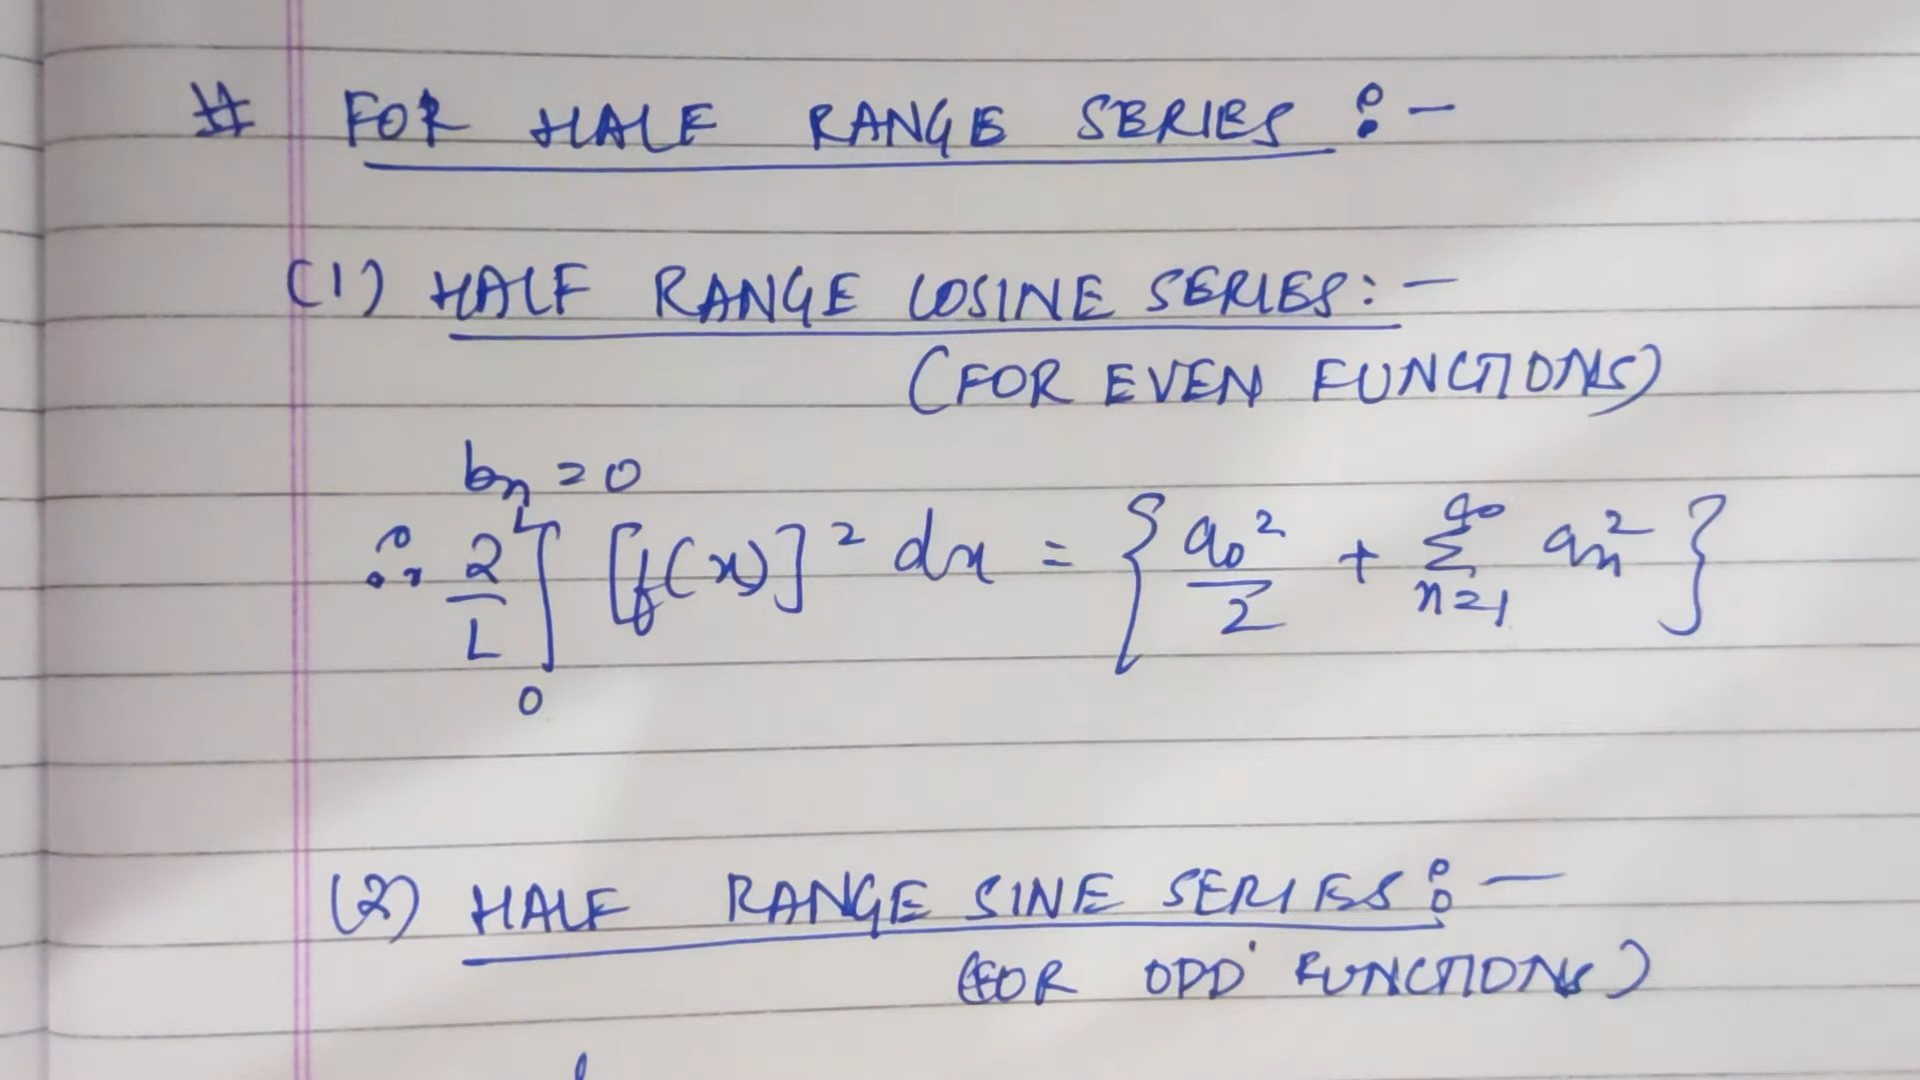 # FOR HALF RANGE SERIES :-
(1) HALF RANGE COSINE SERIES:-
(FOR EVEN FUNCTIONS)
bn = 0
∴ 2/L ∫₀ᴸ [f(x)]² dx = { a₀²/2 + Σₙ₌₁^∞ aₙ² }
(2) HALF RANGE SINE SERIES :-
(FOR ODD FUNCTIONS)